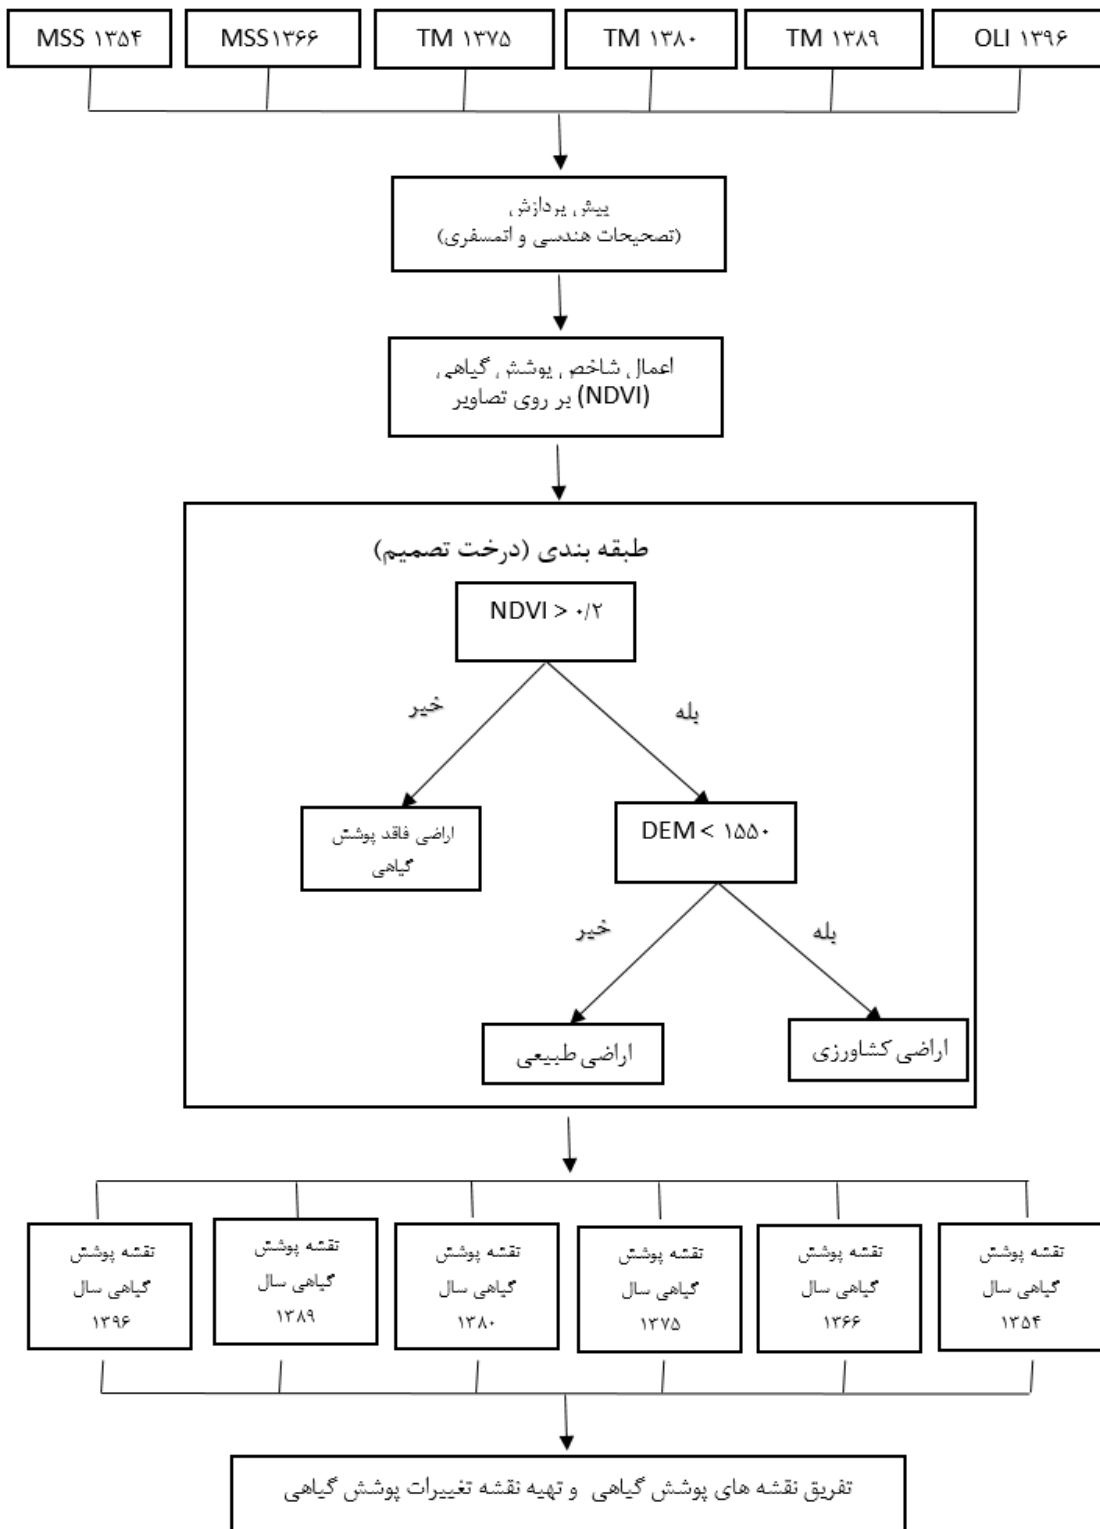 MSS ۱۳۵۴
MSS۱۳۶۶
TM ۱۳۷۵
TM ۱۳۸۰
TM ۱۳۸۹
OLI ۱۳۹۶
پیش پردازش
(تصحیحات هندسی و اتمسفری)
اعمال شاخص پوشش گیاهی
(NDVI) بر روی تصاویر
طبقه بندی (درخت تصمیم)
NDVI > ۰/۲
خیر
بله
اراضی فاقد پوشش
گیاهی
DEM < ۱۵۵۰
خیر
بله
اراضی طبیعی
اراضی کشاورزی
نقشه پوشش
گیاهی سال
۱۳۹۶
نقشه پوشش
گیاهی سال
۱۳۸۹
نقشه پوشش
گیاهی سال
۱۳۸۰
نقشه پوشش
گیاهی سال
۱۳۷۵
نقشه پوشش
گیاهی سال
۱۳۶۶
نقشه پوشش
گیاهی سال
۱۳۵۴
تفریق نقشه های پوشش گیاهی و تهیه نقشه تغییرات پوشش گیاهی